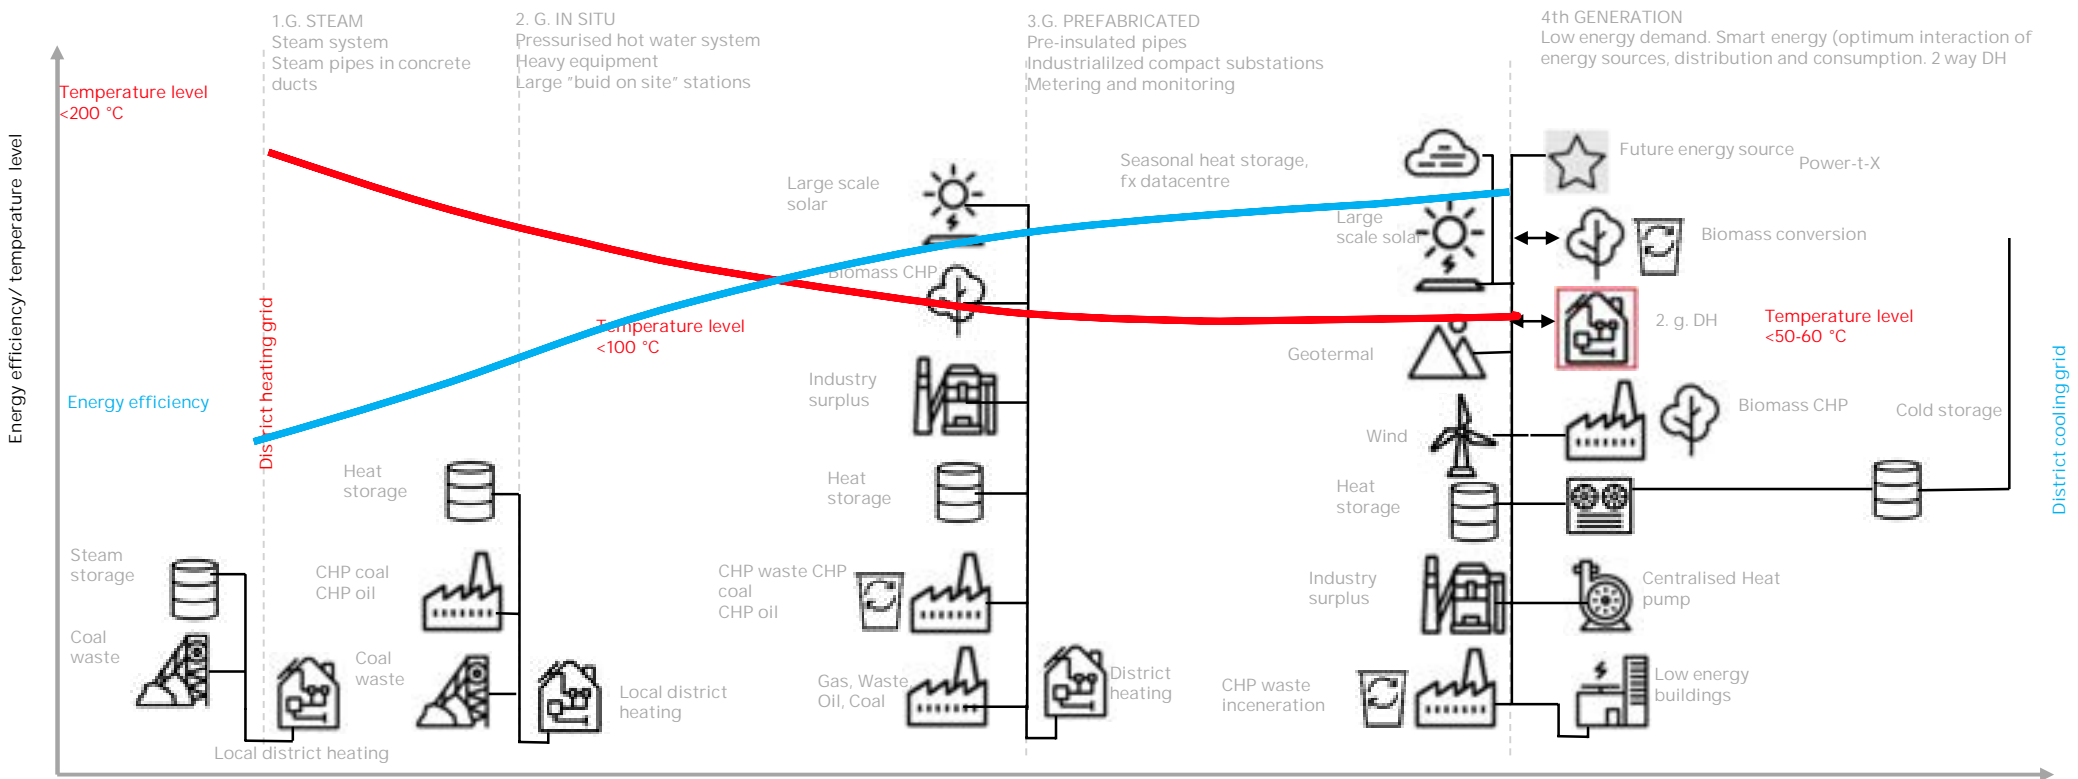 1.G. STEAM
Steam system
Steam pipes in concrete
ducts
2. G. IN SITU
Pressurised hot water system
Heavy equipment
Large "buid on site" stations
3.G. PREFABRICATED
Pre-insulated pipes
Industrialilzed compact substations
Metering and monitoring
4th GENERATION
Low energy demand. Smart energy (optimum interaction of
energy sources, distribution and consumption. 2 way DH
Energy efficiency/ temperature level
Temperature level
<200 °C
Energy efficiency
District heating grid
Steam
storage
Coal
waste
Local district heating
Heat
storage
CHP coal
CHP oil
Coal
waste
Local district
heating
Temperature level
<100 °C
Large scale
solar
Biomass CHP
Industry
surplus
Heat
storage
CHP waste CHP
coal
CHP oil
Gas, Waste
Oil, Coal
District
heating
Seasonal heat storage,
fx datacentre
Large
scale solar
Geotermal
Wind
Heat
storage
Industry
surplus
CHP waste
inceneration
Future energy source
Power-t-X
Biomass conversion
2. g. DH
Temperature level
<50-60 °C
Biomass CHP
Cold storage
Centralised Heat
pump
Low energy
buildings
District cooling grid